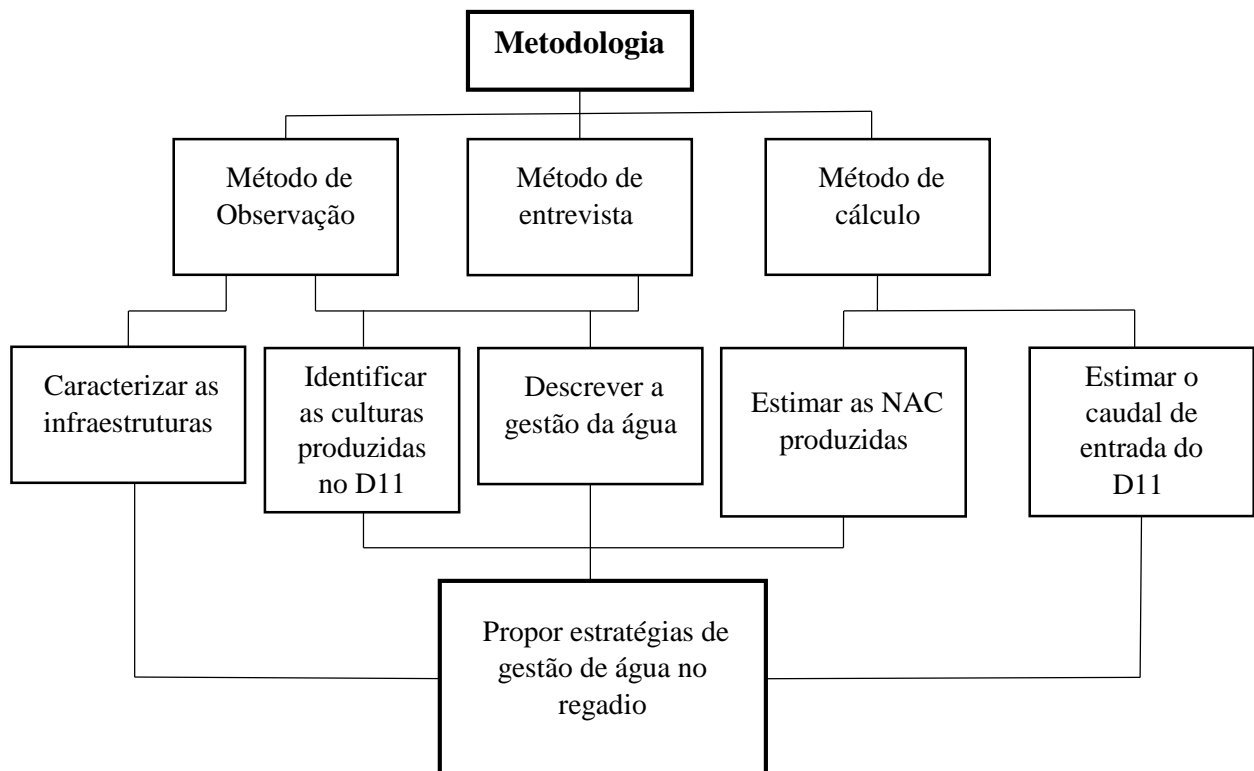 Metodologia
Método de
Observação
Método de
entrevista
Método de
cálculo
Caracterizar as
infraestruturas
Identificar
as culturas
produzidas
no D11
Descrever a
gestão da água
Estimar as NAC
produzidas
Estimar o
caudal de
entrada do
D11
Propor estratégias de
gestão de água no
regadio